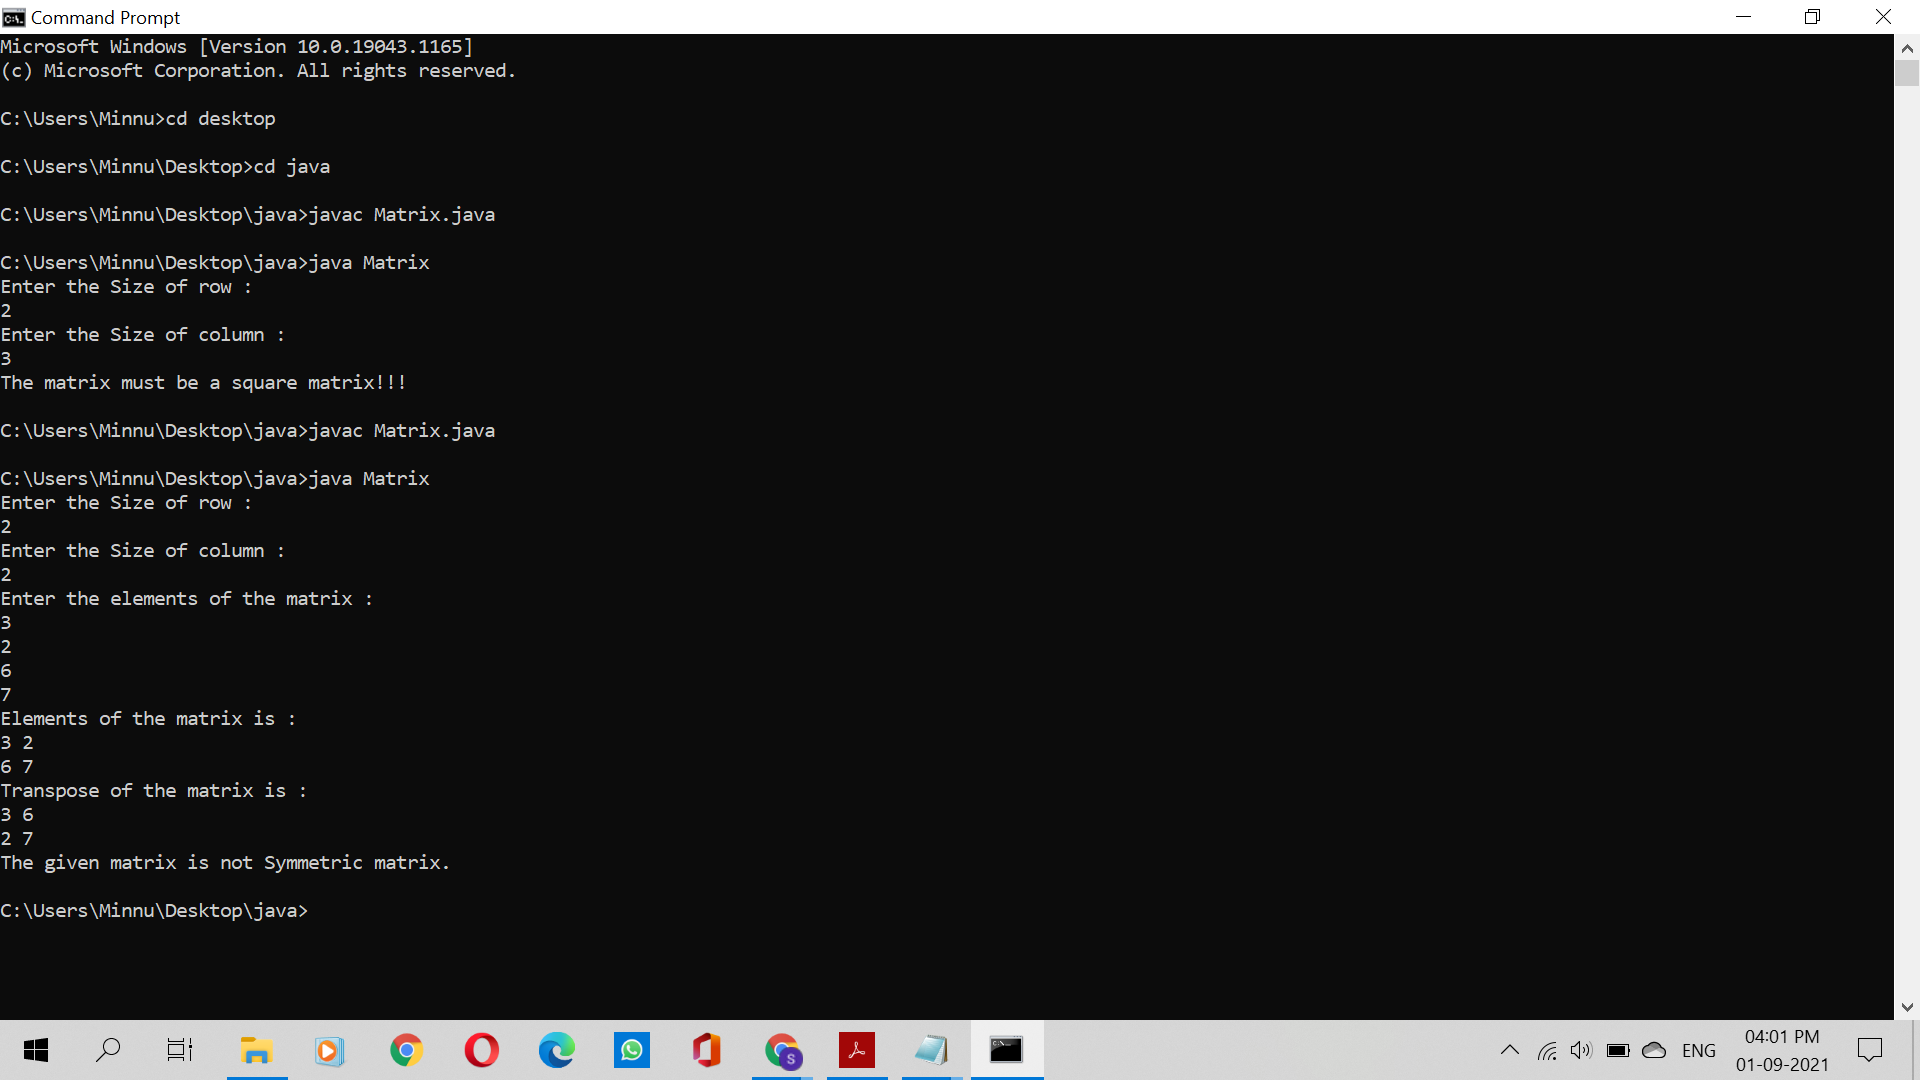 Command Prompt
Microsoft Windows [Version 10.0.19043.1165]
(c) Microsoft Corporation. All rights reserved.
C:\Users\Minnu>cd desktop
C:\Users\Minnu\Desktop>cd java
C:\Users\Minnu\Desktop\java>javac Matrix.java
C:\Users\Minnu\Desktop\java>java Matrix
Enter the Size of row :
2
Enter the Size of column :
3
The matrix must be a square matrix!!!
C:\Users\Minnu\Desktop\java>javac Matrix.java
C:\Users\Minnu\Desktop\java>java Matrix
Enter the Size of row :
2
Enter the Size of column :
2
Enter the elements of the matrix :
3
2
6
7
Elements of the matrix is :
3 2
6 7
Transpose of the matrix is :
3 6
2 7
The given matrix is not Symmetric matrix.
C:\Users\Minnu\Desktop\java>
S
ENG
04:01 PM
01-09-2021